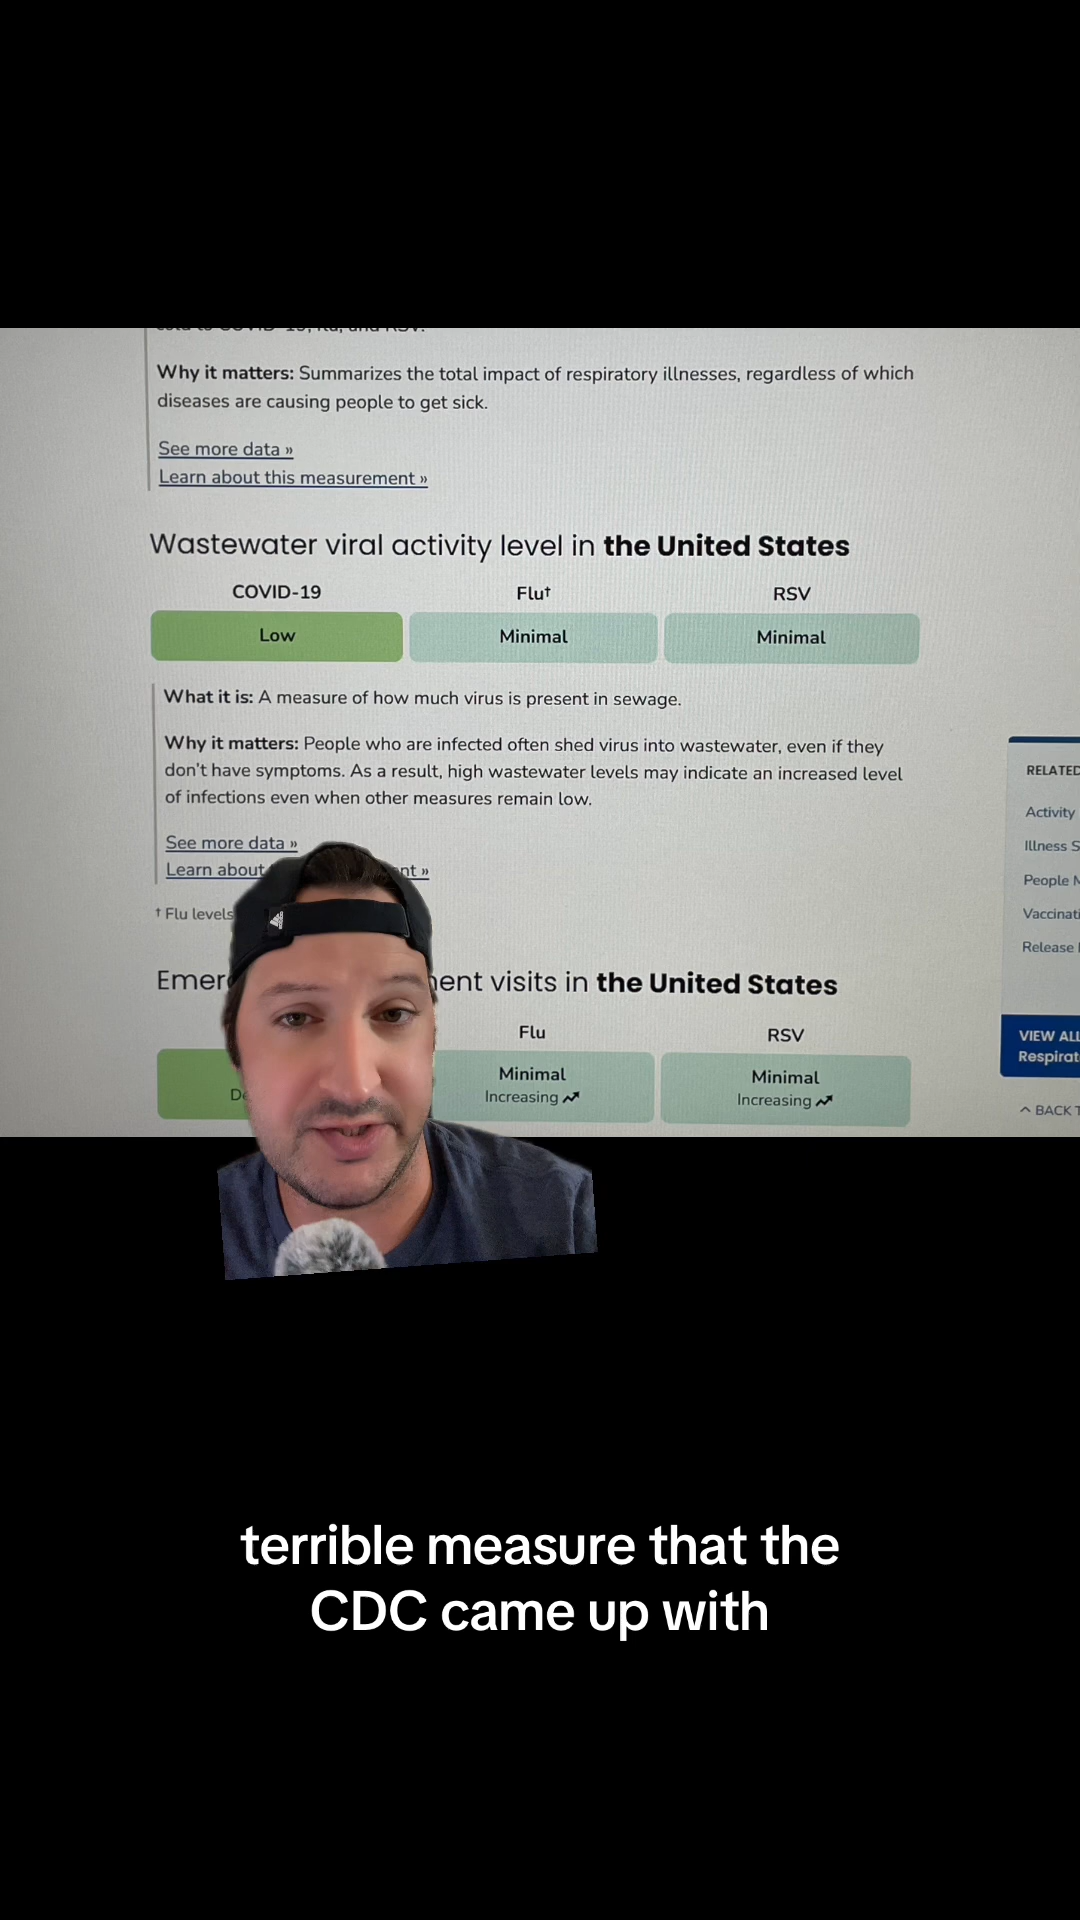 Why it matters: Summarizes the total impact of respiratory illnesses, regardless of which
diseases are causing people to get sick.
See more data »
Learn about this measurement »
Wastewater viral activity level in the United States
COVID-19 Flu† RSV
Low Minimal Minimal
What it is: A measure of how much virus is present in sewage.
Why it matters: People who are infected often shed virus into wastewater, even if they
don't have symptoms. As a result, high wastewater levels may indicate an increased level
of infections even when other measures remain low.
See more data »
Learn about
† Flu levels
visits in the United States
Flu RSV
Minimal Minimal
Increasing Increasing
RELATED
Activity
Illness
People
Release
VIEW ALL
BACK
terrible measure that the
CDC came up with